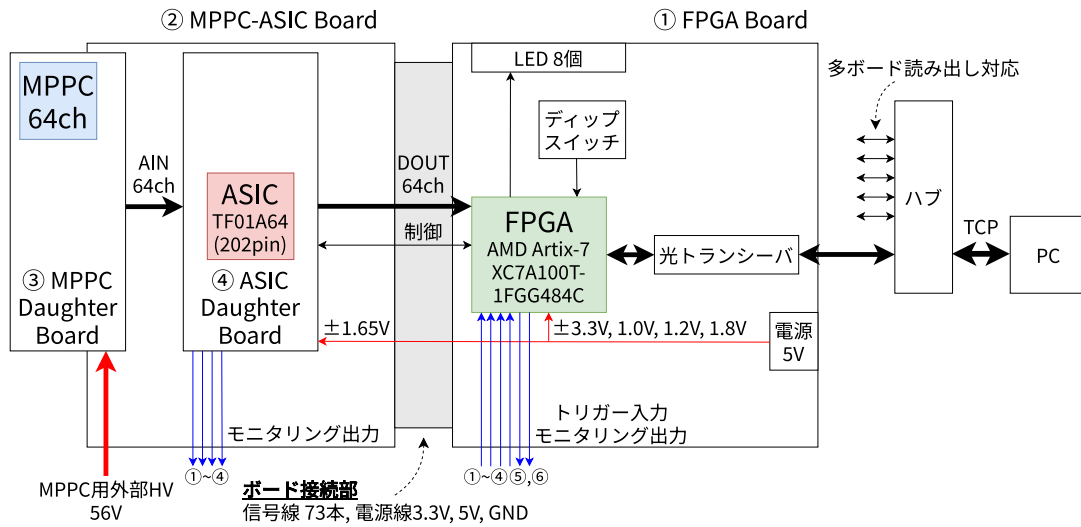 ② MPPC-ASIC Board
① FPGA Board
LED 8個
多ボード読み出し対応
MPPC
64ch
ディップ
スイッチ
AIN
64ch
DOUT
64ch
ASIC
TF01A64
(202pin)
FPGA
AMD Artix-7
XC7A100T-
1FGG484C
ハブ
TCP
制御
光トランシーバ
PC
③ MPPC
Daughter
Board
④ ASIC
Daughter
Board
±1.65V
±3.3V, 1.0V, 1.2V, 1.8V
電源
5V
モニタリング出力
トリガー入力
モニタリング出力
①~④
①~④ ⑤,⑥
MPPC用外部HV
56V
ボード接続部
信号線 73本, 電源線3.3V, 5V, GND